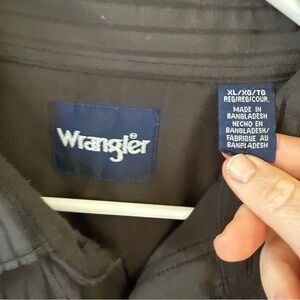 Wrangler
XL/XG/TG
REG/REG/COUR.
MADE IN
BANGLADESH
HECHO EN
BANGLADESH/
FABRIQUE AU
BANGLADESH